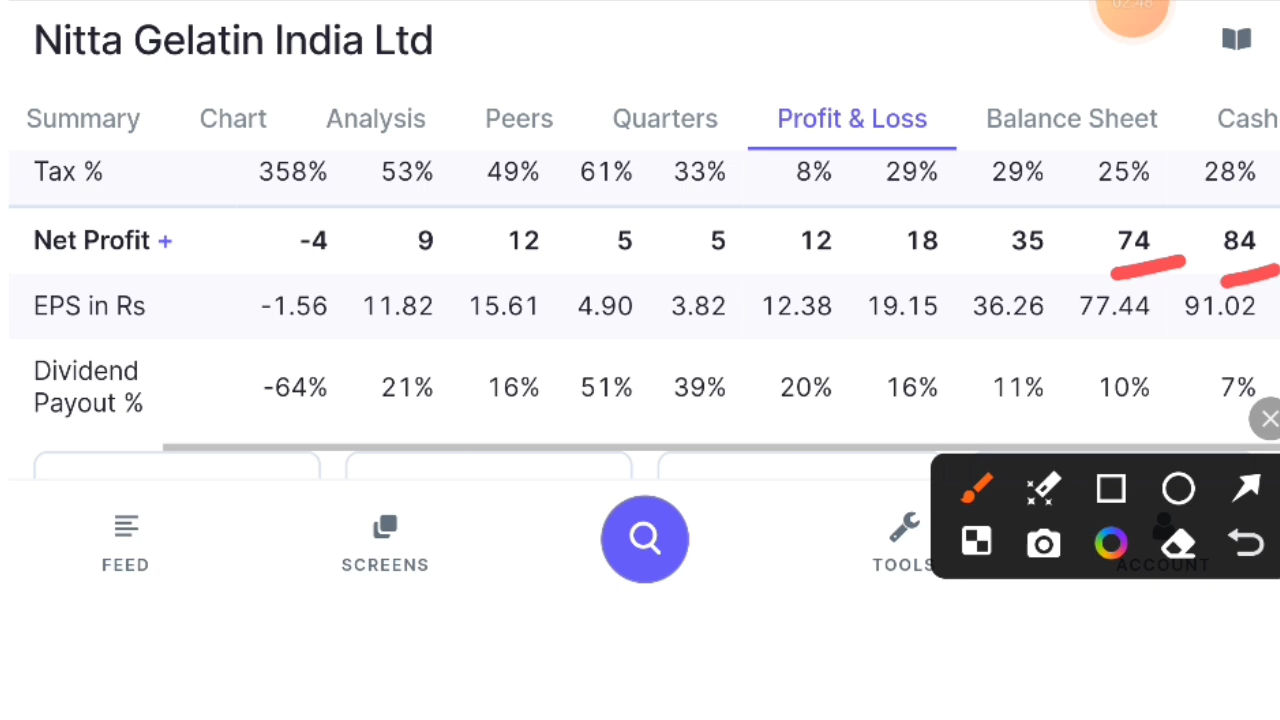 02:48
Nitta Gelatin India Ltd
Summary Chart Analysis Peers Quarters Profit & Loss Balance Sheet Cash
Tax % 358% 53% 49% 61% 33% 8% 29% 29% 25% 28%
Net Profit + -4 9 12 5 5 12 18 35 74 84
EPS in Rs -1.56 11.82 15.61 4.90 3.82 12.38 19.15 36.26 77.44 91.02
Dividend
Payout % -64% 21% 16% 51% 39% 20% 16% 11% 10% 7%
FEED SCREENS TOOLS ACCOUNT